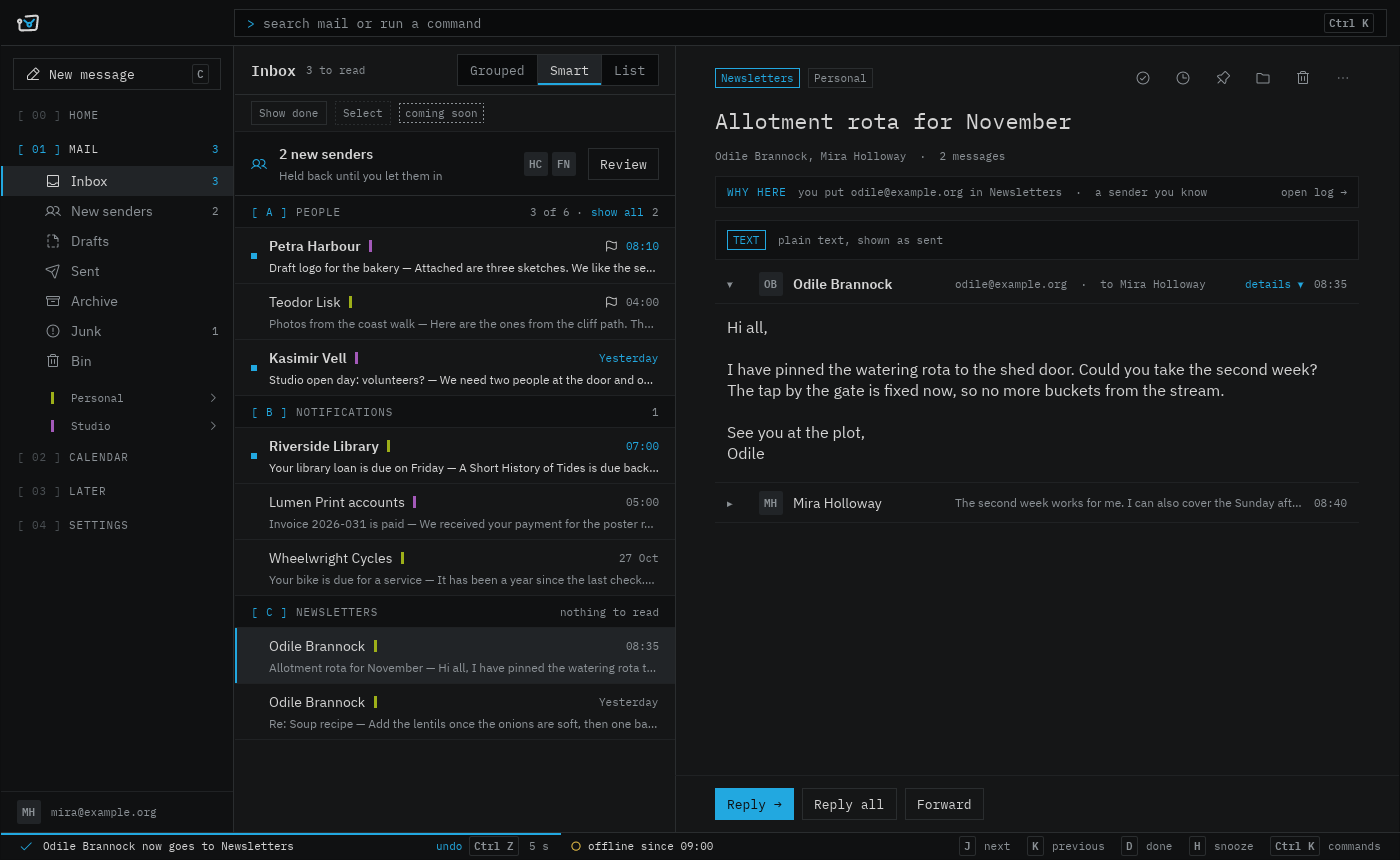 > search mail or run a command Ctrl K
New message C
[ 00 ] HOME
[ 01 ] MAIL 3
Inbox 3
New senders 2
Drafts
Sent
Archive
Junk 1
Bin
Personal
Studio
[ 02 ] CALENDAR
[ 03 ] LATER
[ 04 ] SETTINGS
MH mira@example.org
Inbox 3 to read Grouped Smart List
Show done Select coming soon
2 new senders
Held back until you let them in
HC FN Review
[ A ] PEOPLE 3 of 6 · show all 2
Petra Harbour 08:10
Draft logo for the bakery — Attached are three sketches. We like the se…
Teodor Lisk 04:00
Photos from the coast walk — Here are the ones from the cliff path. Th…
Kasimir Vell Yesterday
Studio open day: volunteers? — We need two people at the door and o…
[ B ] NOTIFICATIONS 1
Riverside Library 07:00
Your library loan is due on Friday — A Short History of Tides is due back…
Lumen Print accounts 05:00
Invoice 2026-031 is paid — We received your payment for the poster r…
Wheelwright Cycles 27 Oct
Your bike is due for a service — It has been a year since the last check.…
[ C ] NEWSLETTERS nothing to read
Odile Brannock 08:35
Allotment rota for November — Hi all, I have pinned the watering rota t…
Odile Brannock Yesterday
Re: Soup recipe — Add the lentils once the onions are soft, then one ba…
Newsletters Personal
Allotment rota for November
Odile Brannock, Mira Holloway · 2 messages
WHY HERE you put odile@example.org in Newsletters · a sender you know open log →
TEXT plain text, shown as sent
▾ OB Odile Brannock odile@example.org · to Mira Holloway details ▾ 08:35
Hi all,
I have pinned the watering rota to the shed door. Could you take the second week?
The tap by the gate is fixed now, so no more buckets from the stream.
See you at the plot,
Odile
▸ MH Mira Holloway The second week works for me. I can also cover the Sunday aft… 08:40
Reply → Reply all Forward
Odile Brannock now goes to Newsletters undo Ctrl Z 5 s offline since 09:00 J next K previous D done H snooze Ctrl K commands